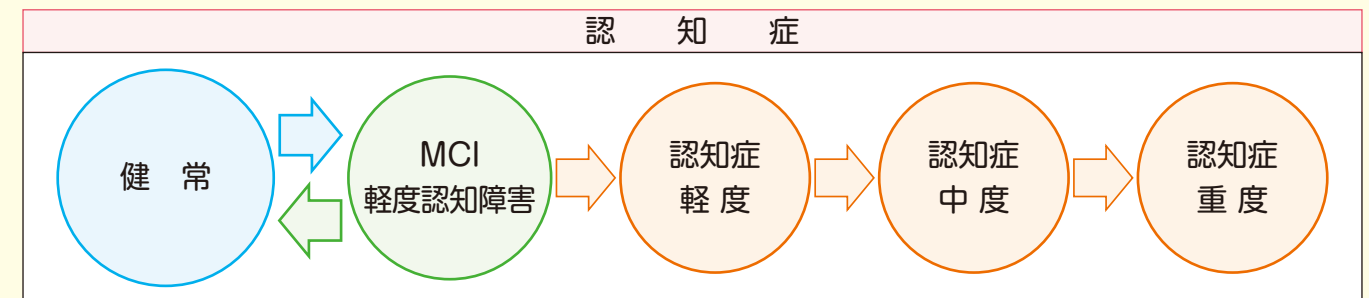 認 知 症
健 常
MCI
軽度認知障害
認知症
軽 度
認知症
中 度
認知症
重 度